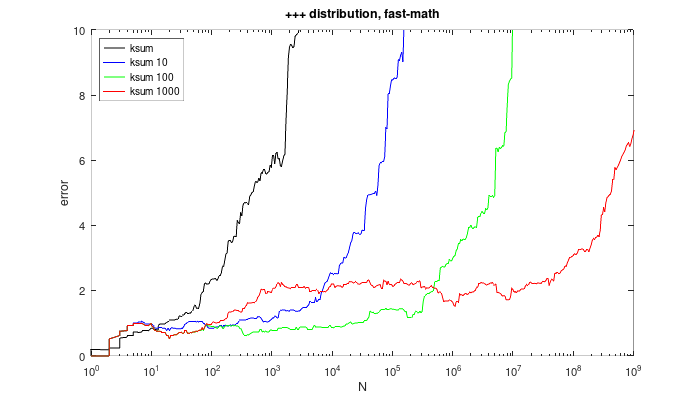 +++ distribution, fast-math
10
8
6
4
2
0
error
ksum
ksum 10
ksum 100
ksum 1000
10^0 10^1 10^2 10^3 10^4 10^5 10^6 10^7 10^8 10^9
N